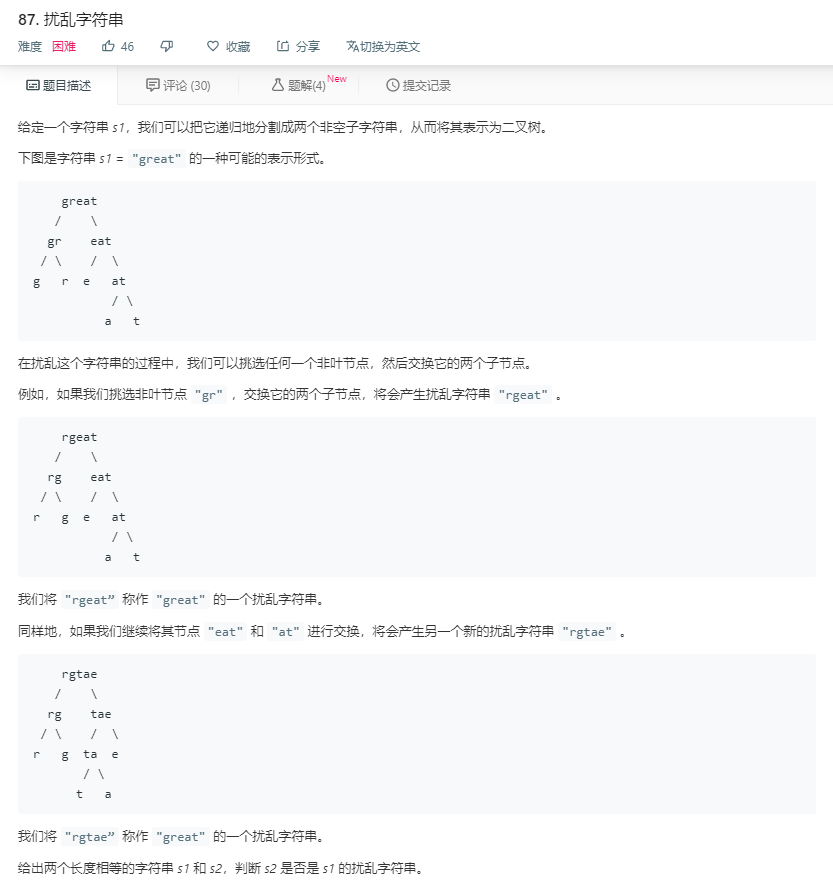 87. 扰乱字符串
难度 困难 46 收藏 分享 切换为英文
题目描述 评论 (30) 题解(4) New 提交记录
给定一个字符串 s1，我们可以把它递归地分割成两个非空子字符串，从而将其表示为二叉树。
下图是字符串 s1 = "great" 的一种可能的表示形式。
    great
   /    \
  gr    eat
 / \    /  \
g   r  e   at
           / \
          a   t
在扰乱这个字符串的过程中，我们可以挑选任何一个非叶节点，然后交换它的两个子节点。
例如，如果我们挑选非叶节点 "gr" ，交换它的两个子节点，将会产生扰乱字符串 "rgeat" 。
    rgeat
   /    \
  rg    eat
 / \    /  \
r   g  e   at
           / \
          a   t
我们将 "rgeat” 称作 "great" 的一个扰乱字符串。
同样地，如果我们继续将其节点 "eat" 和 "at" 进行交换，将会产生另一个新的扰乱字符串 "rgtae" 。
    rgtae
   /    \
  rg    tae
 / \    /  \
r   g  ta  e
       / \
      t   a
我们将 "rgtae” 称作 "great" 的一个扰乱字符串。
给出两个长度相等的字符串 s1 和 s2，判断 s2 是否是 s1 的扰乱字符串。